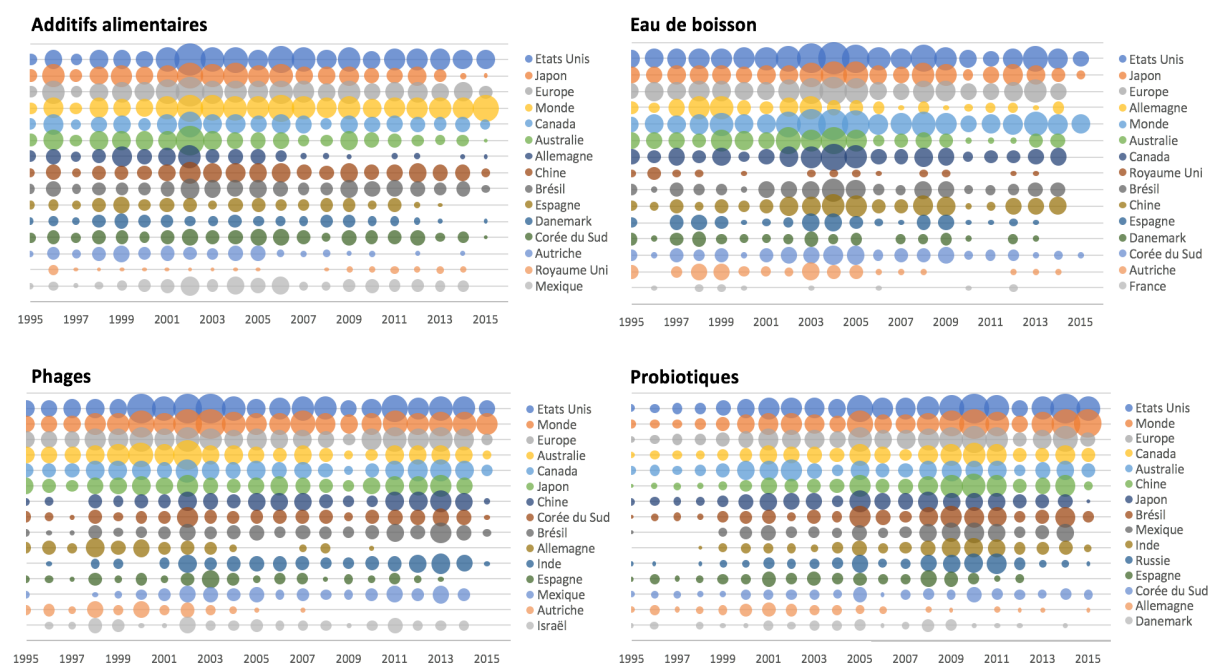 Additifs alimentaires
Etats Unis
Japon
Europe
Monde
Canada
Australie
Allemagne
Chine
Brésil
Espagne
Danemark
Corée du Sud
Autriche
Royaume Uni
Mexique
1995 1997 1999 2001 2003 2005 2007 2009 2011 2013 2015
Eau de boisson
Etats Unis
Japon
Europe
Allemagne
Monde
Australie
Canada
Royaume Uni
Brésil
Chine
Espagne
Danemark
Corée du Sud
Autriche
France
1995 1997 1999 2001 2003 2005 2007 2009 2011 2013 2015
Phages
Etats Unis
Monde
Europe
Australie
Canada
Japon
Chine
Corée du Sud
Brésil
Allemagne
Inde
Espagne
Mexique
Autriche
Israël
1995 1997 1999 2001 2003 2005 2007 2009 2011 2013 2015
Probiotiques
Etats Unis
Monde
Europe
Canada
Australie
Chine
Japon
Brésil
Mexique
Inde
Russie
Espagne
Corée du Sud
Allemagne
Danemark
1995 1997 1999 2001 2003 2005 2007 2009 2011 2013 2015